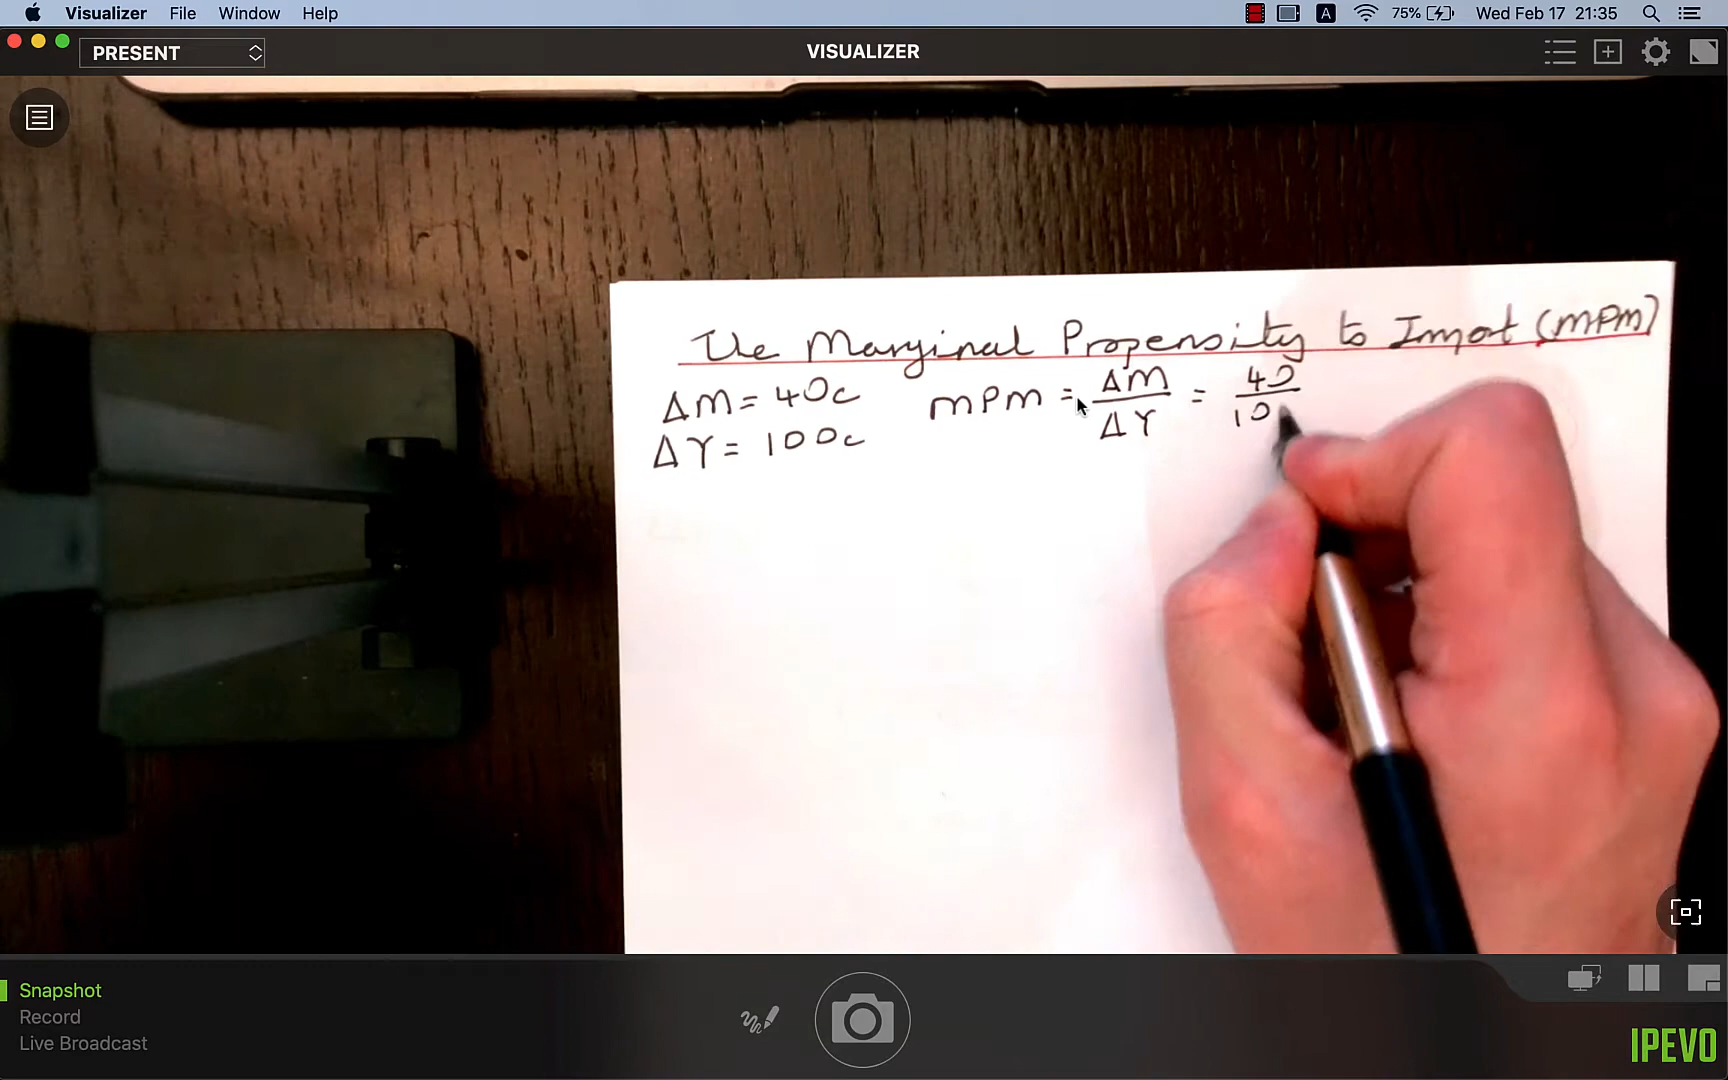 Visualizer File Window Help A 75% Wed Feb 17 21:35
PRESENT VISUALIZER
The Marginal Propensity to Impot (MPM)
ΔM = 40c MPM = ΔM/ΔY = 40/10
ΔY = 100c
Snapshot
Record
Live Broadcast
IPEVO